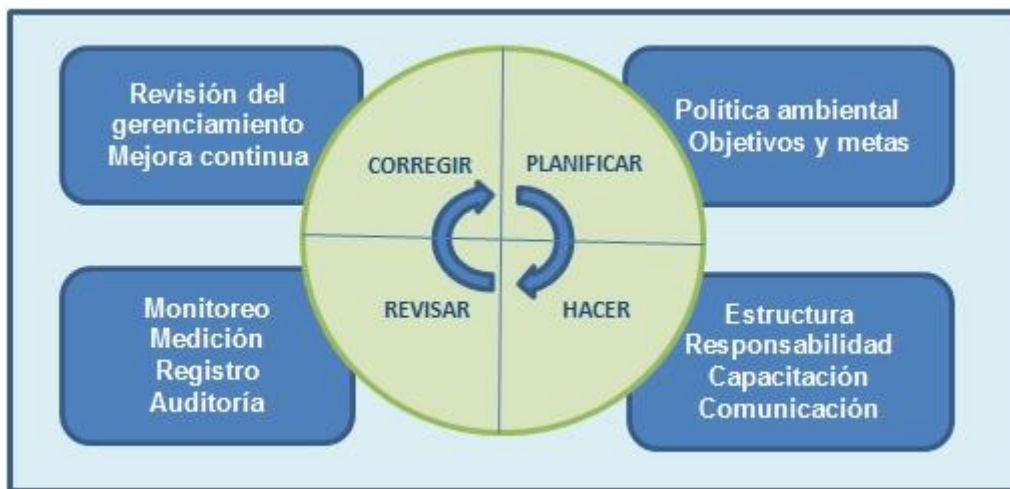 Revisión del
gerenciamiento
Mejora continua
Política ambiental
Objetivos y metas
CORREGIR
PLANIFICAR
REVISAR
HACER
Monitoreo
Medición
Registro
Auditoría
Estructura
Responsabilidad
Capacitación
Comunicación